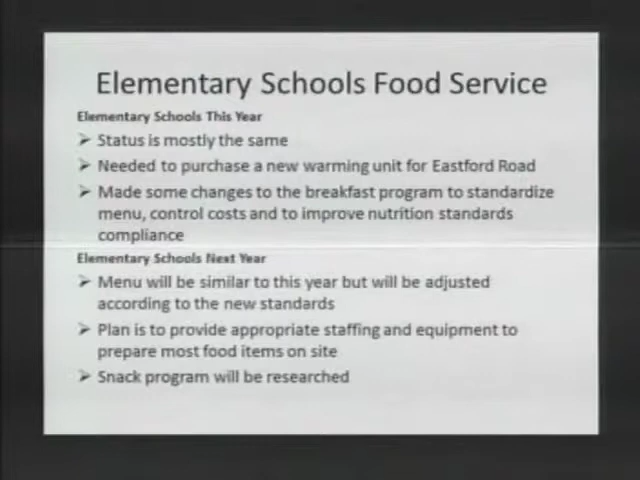 Elementary Schools Food Service
Elementary Schools This Year
➢ Status is mostly the same
➢ Needed to purchase a new warming unit for Eastford Road
➢ Made some changes to the breakfast program to standardize
menu, control costs and to improve nutrition standards
compliance
Elementary Schools Next Year
➢ Menu will be similar to this year but will be adjusted
according to the new standards
➢ Plan is to provide appropriate staffing and equipment to
prepare most food items on site
➢ Snack program will be researched